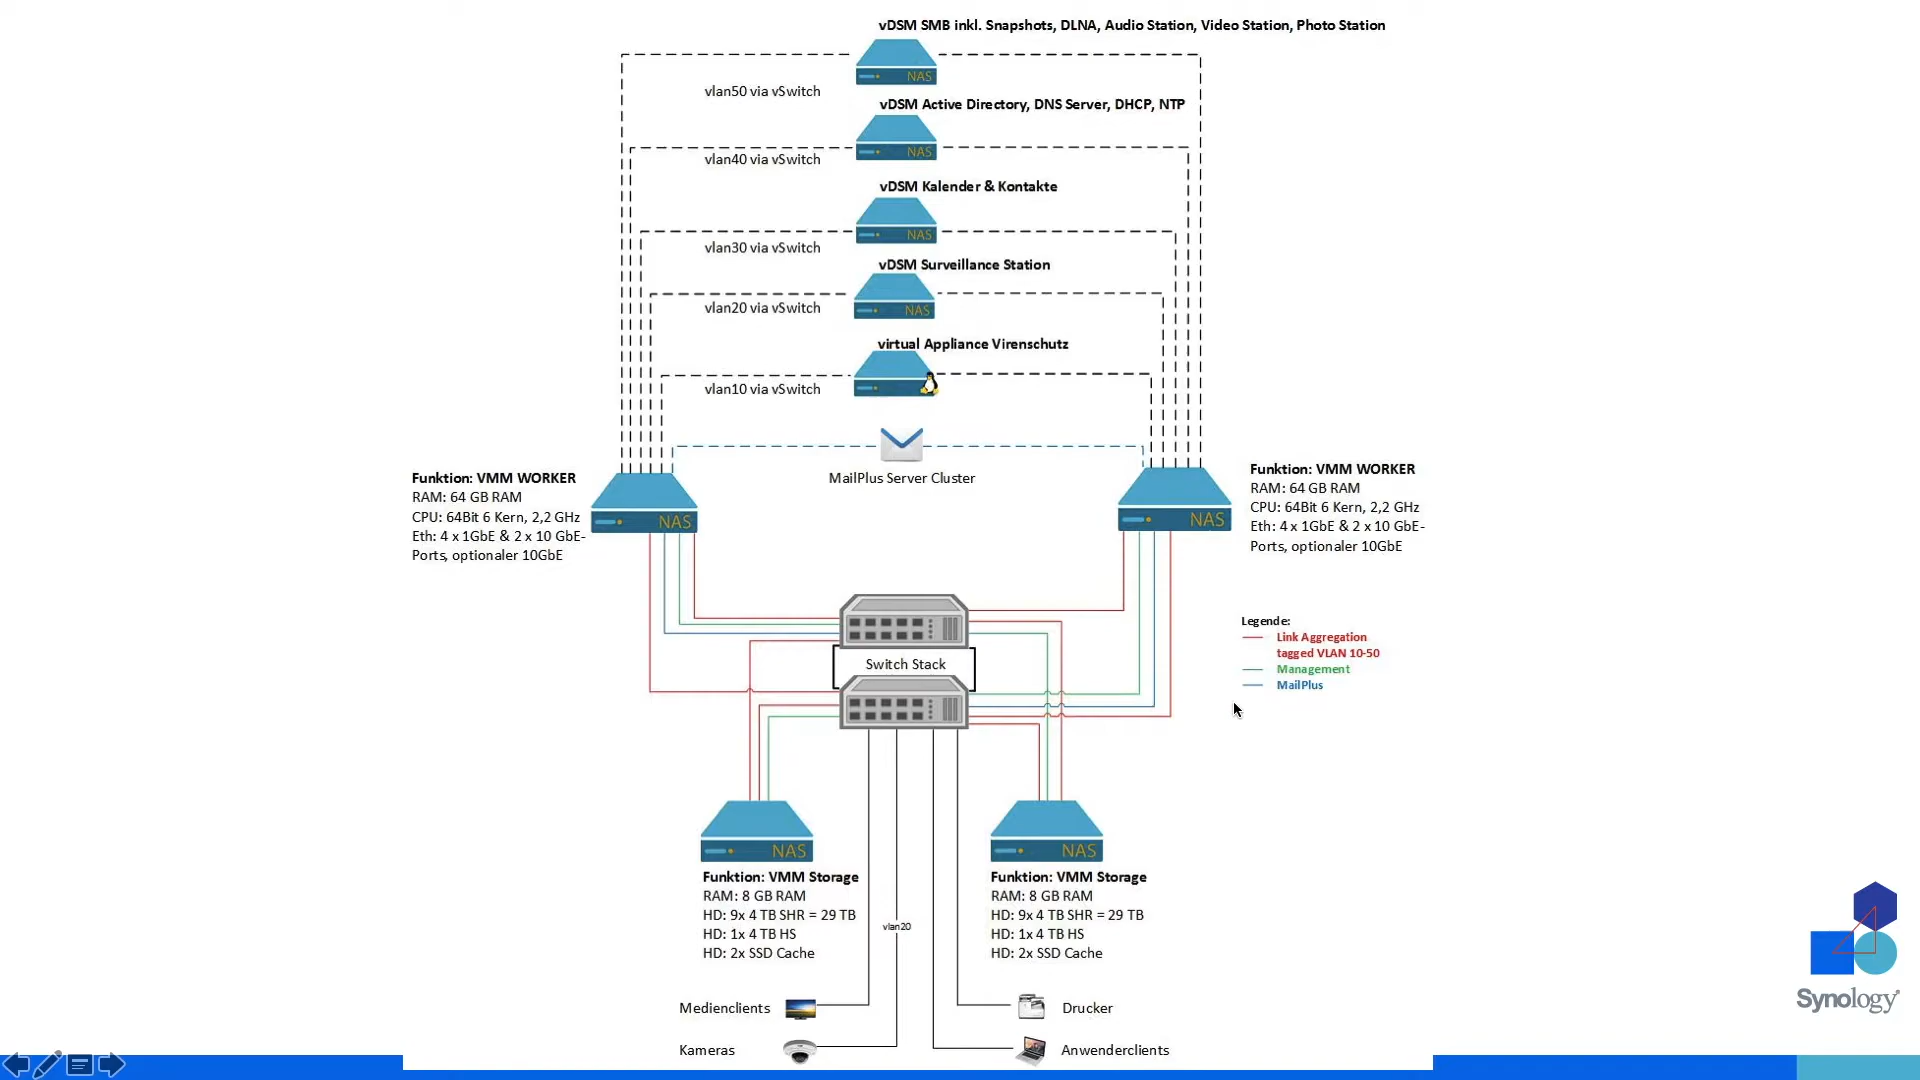 vDSM SMB inkl. Snapshots, DLNA, Audio Station, Video Station, Photo Station
NAS
vlan50 via vSwitch
vDSM Active Directory, DNS Server, DHCP, NTP
NAS
vlan40 via vSwitch
vDSM Kalender & Kontakte
NAS
vlan30 via vSwitch
vDSM Surveillance Station
NAS
vlan20 via vSwitch
virtual Appliance Virenschutz
vlan10 via vSwitch
MailPlus Server Cluster
Funktion: VMM WORKER
RAM: 64 GB RAM
CPU: 64Bit 6 Kern, 2,2 GHz
Eth: 4 x 1GbE & 2 x 10 GbE-
Ports, optionaler 10GbE
NAS
NAS
Funktion: VMM WORKER
RAM: 64 GB RAM
CPU: 64Bit 6 Kern, 2,2 GHz
Eth: 4 x 1GbE & 2 x 10 GbE-
Ports, optionaler 10GbE
Switch Stack
Legende:
Link Aggregation
tagged VLAN 10-50
Management
MailPlus
NAS
Funktion: VMM Storage
RAM: 8 GB RAM
HD: 9x 4 TB SHR = 29 TB
HD: 1x 4 TB HS
HD: 2x SSD Cache
vlan20
NAS
Funktion: VMM Storage
RAM: 8 GB RAM
HD: 9x 4 TB SHR = 29 TB
HD: 1x 4 TB HS
HD: 2x SSD Cache
Medienclients
Drucker
Kameras
Anwenderclients
Synology®